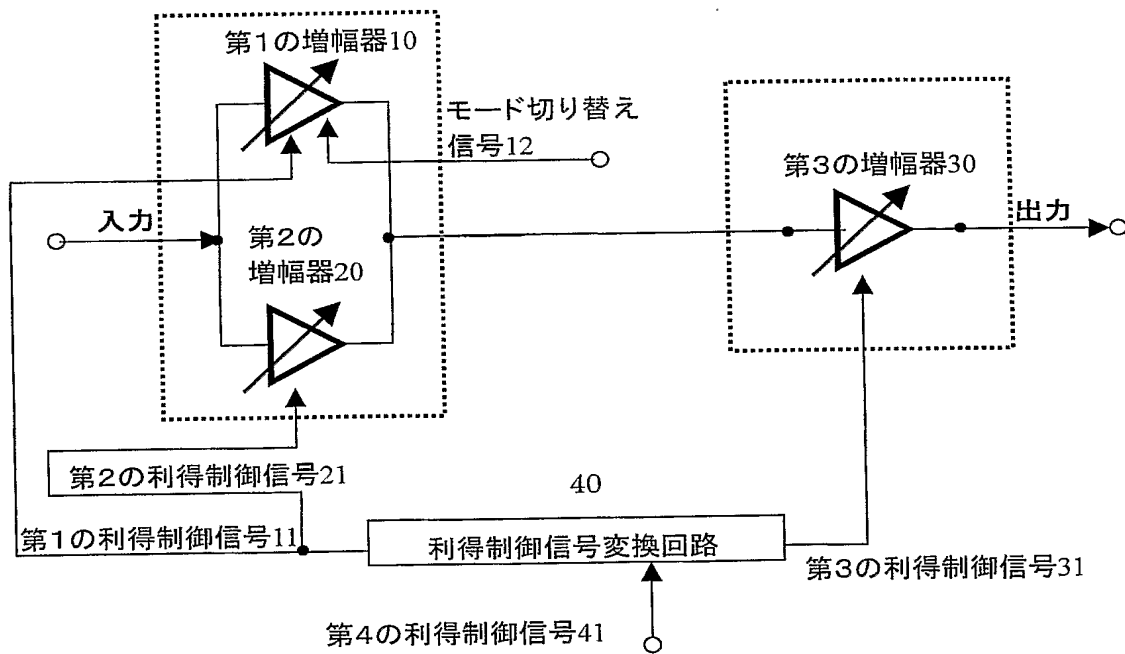 第1の増幅器10
モード切り替え
信号12
第3の増幅器30
入力
出力
第2の
増幅器20
第2の利得制御信号21
40
第1の利得制御信号11
利得制御信号変換回路
第3の利得制御信号31
第4の利得制御信号41